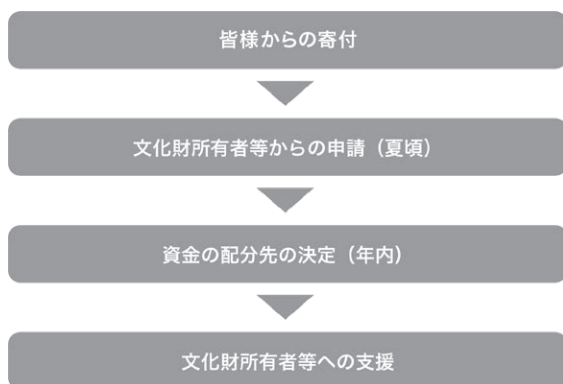 皆様からの寄付
文化財所有者等からの申請（夏頃）
資金の配分先の決定（年内）
文化財所有者等への支援